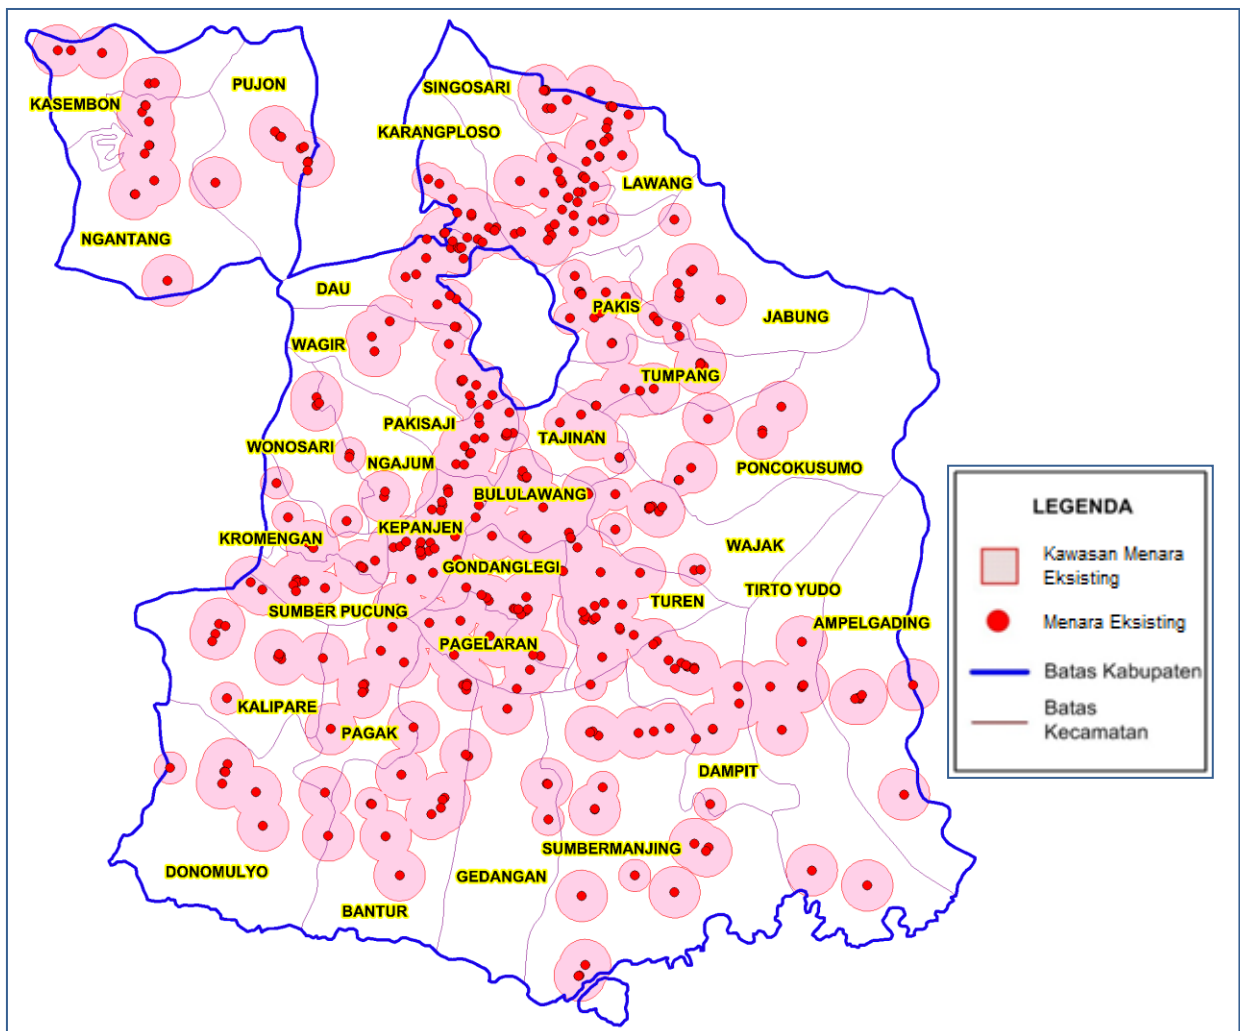 PUJON
SINGOSARI
KASEMBON
KARANGPLOSO
LAWANG
NGANTANG
DAU
PAKIS
JABUNG
WAGIR
TUMPANG
PAKISAJI
TAJINAN
WONOSARI
NGAJUM
PONCOKUSUMO
BULULAWANG
KEPANJEN
KROMENGAN
WAJAK
GONDANGLEGI
TIRTO YUDO
TUREN
SUMBER PUCUNG
AMPELGADING
PAGELARAN
KALIPARE
PAGAK
DAMPIT
SUMBERMANJING
DONOMULYO
GEDANGAN
BANTUR
LEGENDA
Kawasan Menara
Eksisting
Menara Eksisting
Batas Kabupaten
Batas
Kecamatan